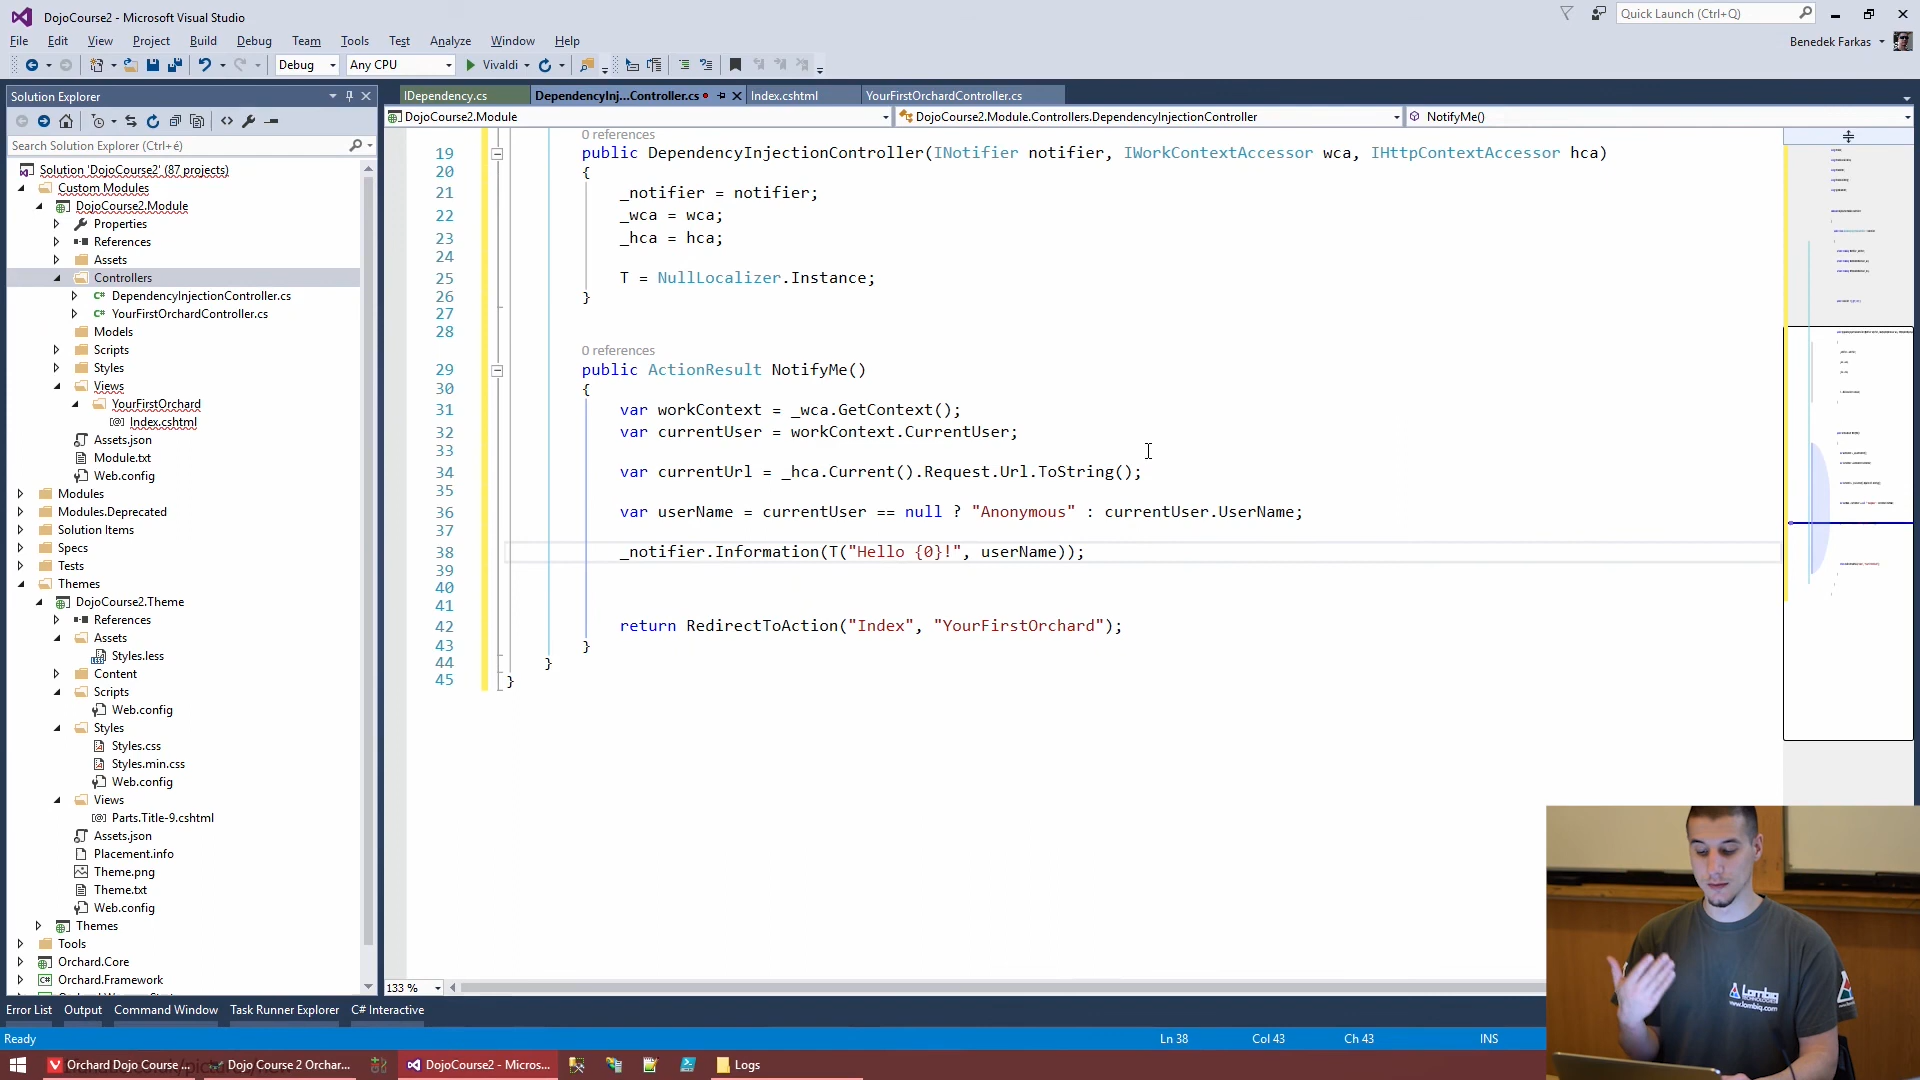 DojoCourse2 - Microsoft Visual Studio
Quick Launch (Ctrl+Q)
File Edit View Project Build Debug Team Tools Test Analyze Window Help
Benedek Farkas
Debug Any CPU Vivaldi
Solution Explorer
Search Solution Explorer (Ctrl+é)
Solution 'DojoCourse2' (87 projects)
Custom Modules
DojoCourse2.Module
Properties
References
Assets
Controllers
DependencyInjectionController.cs
YourFirstOrchardController.cs
Models
Scripts
Styles
Views
YourFirstOrchard
Index.cshtml
Assets.json
Module.txt
Web.config
Modules
Modules.Deprecated
Solution Items
Specs
Tests
Themes
DojoCourse2.Theme
References
Assets
Styles.less
Content
Scripts
Web.config
Styles
Styles.css
Styles.min.css
Web.config
Views
Parts.Title-9.cshtml
Assets.json
Placement.info
Theme.png
Theme.txt
Web.config
Themes
Tools
Orchard.Core
Orchard.Framework
IDependency.cs DependencyInj...Controller.cs Index.cshtml YourFirstOrchardController.cs
DojoCourse2.Module DojoCourse2.Module.Controllers.DependencyInjectionController NotifyMe()
0 references
19 public DependencyInjectionController(INotifier notifier, IWorkContextAccessor wca, IHttpContextAccessor hca)
20 {
21 _notifier = notifier;
22 _wca = wca;
23 _hca = hca;
24
25 T = NullLocalizer.Instance;
26 }
27
28
0 references
29 public ActionResult NotifyMe()
30 {
31 var workContext = _wca.GetContext();
32 var currentUser = workContext.CurrentUser;
33
34 var currentUrl = _hca.Current().Request.Url.ToString();
35
36 var userName = currentUser == null ? "Anonymous" : currentUser.UserName;
37
38 _notifier.Information(T("Hello {0}!", userName));
39
40
41
42 return RedirectToAction("Index", "YourFirstOrchard");
43 }
44 }
45 }
133 %
Lombiq
TECHNOLOGIES
www.lombiq.com
Error List Output Command Window Task Runner Explorer C# Interactive
Ready Ln 38 Col 43 Ch 43 INS
Orchard Dojo Course ... Dojo Course 2 Orchar... DojoCourse2 - Micros... Logs